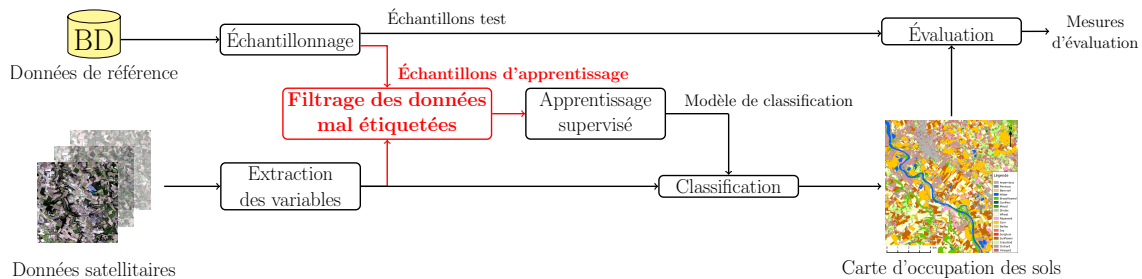 BD
Données de référence
Échantillonnage
Échantillons test
Évaluation
Mesures
d'évaluation
Échantillons d'apprentissage
Filtrage des données
mal étiquetées
Apprentissage
supervisé
Modèle de classification
Extraction
des variables
Classification
Données satellitaires
Carte d'occupation des sols